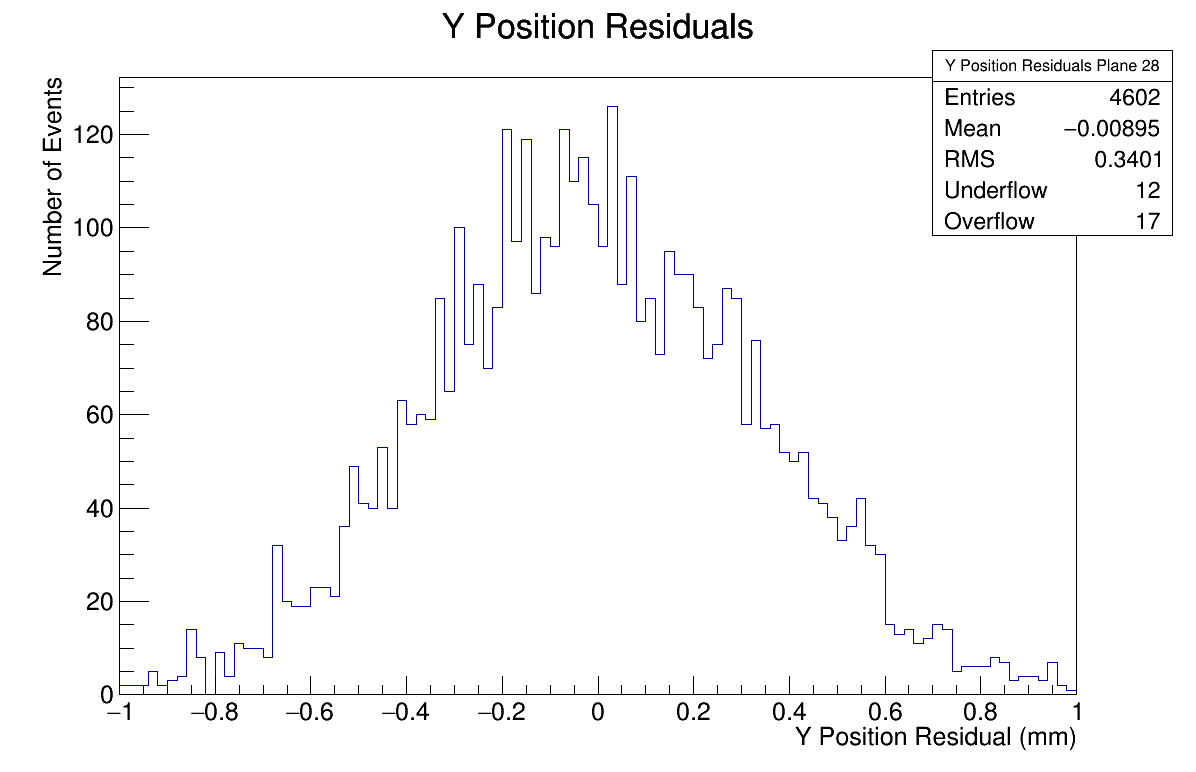 Y Position Residuals
Y Position Residuals Plane 28
Entries 4602
Mean −0.00895
RMS 0.3401
Underflow 12
Overflow 17
Number of Events
120
100
80
60
40
20
0
−1 −0.8 −0.6 −0.4 −0.2 0 0.2 0.4 0.6 0.8 1
Y Position Residual (mm)